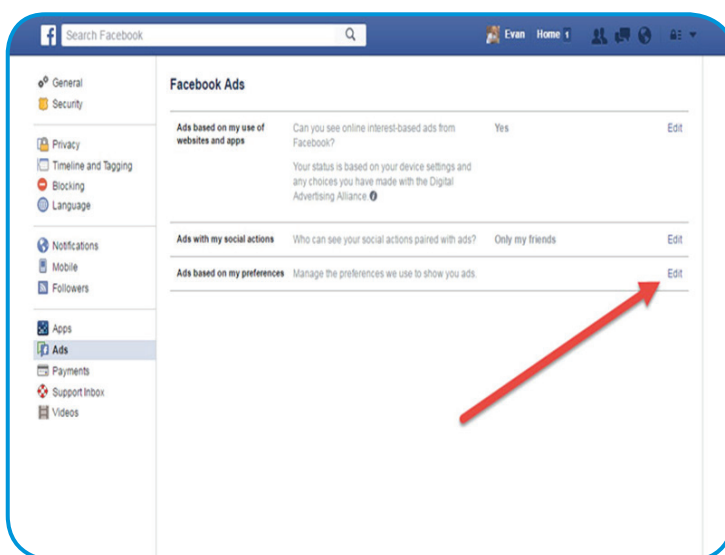 f Search Facebook Evan Home 1
General
Security
Privacy
Timeline and Tagging
Blocking
Language
Notifications
Mobile
Followers
Apps
Ads
Payments
Support Inbox
Videos
Facebook Ads
Ads based on my use of
websites and apps
Can you see online interest-based ads from
Facebook?
Your status is based on your device settings and
any choices you have made with the Digital
Advertising Alliance.
Yes
Edit
Ads with my social actions Who can see your social actions paired with ads? Only my friends Edit
Ads based on my preferences Manage the preferences we use to show you ads. Edit